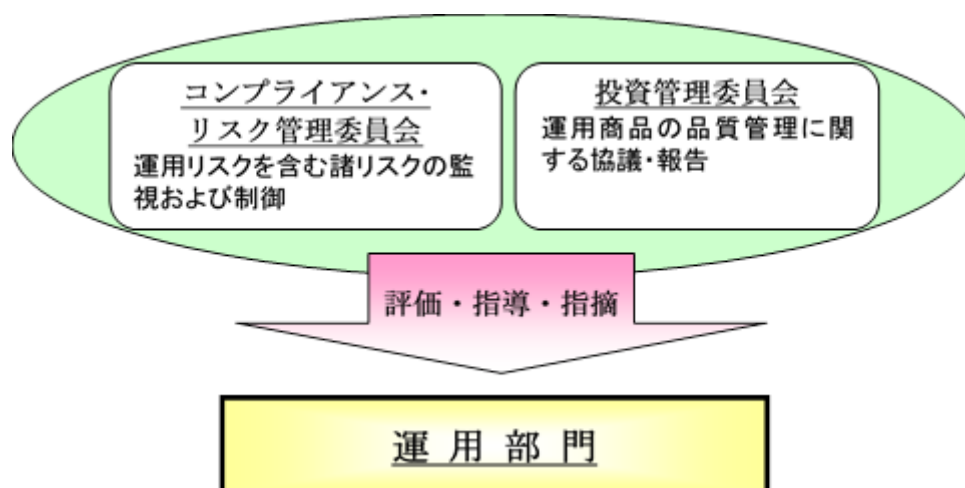 コンプライアンス・
リスク管理委員会
運用リスクを含む諸リスクの監
視および制御
投資管理委員会
運用商品の品質管理に関
する協議・報告
評価・指導・指摘
運用部門